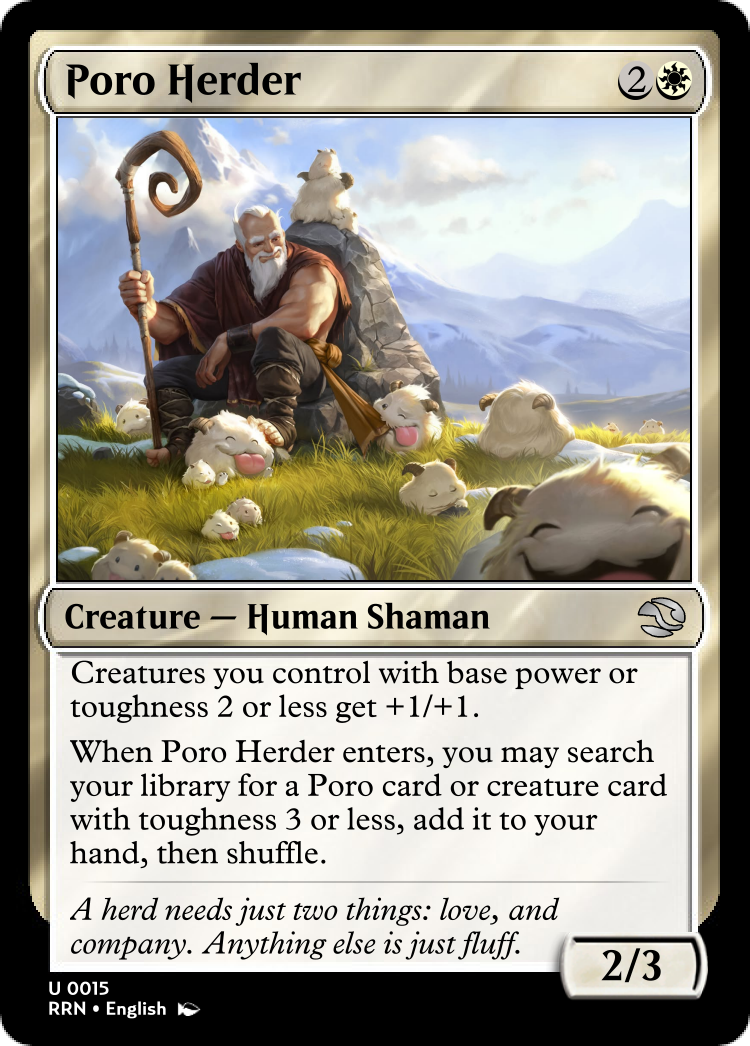 Poro Herder 2
Creature — Human Shaman
Creatures you control with base power or
toughness 2 or less get +1/+1.
When Poro Herder enters, you may search
your library for a Poro card or creature card
with toughness 3 or less, add it to your
hand, then shuffle.
A herd needs just two things: love, and
company. Anything else is just fluff.
2/3
U 0015
RRN • English